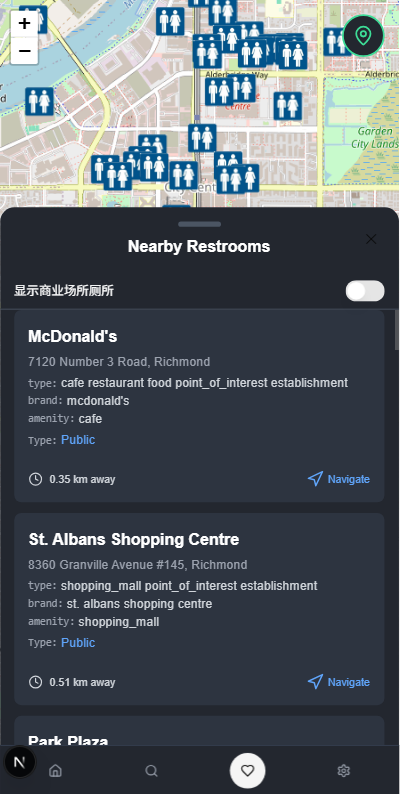 +
−
Alderbridge Way
Alderbric
Centre
Garden
City Lands
City Cent
d
Nearby Restrooms
显示商业场所厕所
McDonald's
7120 Number 3 Road, Richmond
type: cafe restaurant food point_of_interest establishment
brand: mcdonald's
amenity: cafe
Type: Public
0.35 km away
Navigate
St. Albans Shopping Centre
8360 Granville Avenue #145, Richmond
type: shopping_mall point_of_interest establishment
brand: st. albans shopping centre
amenity: shopping_mall
Type: Public
0.51 km away
Navigate
Park Plaza
N